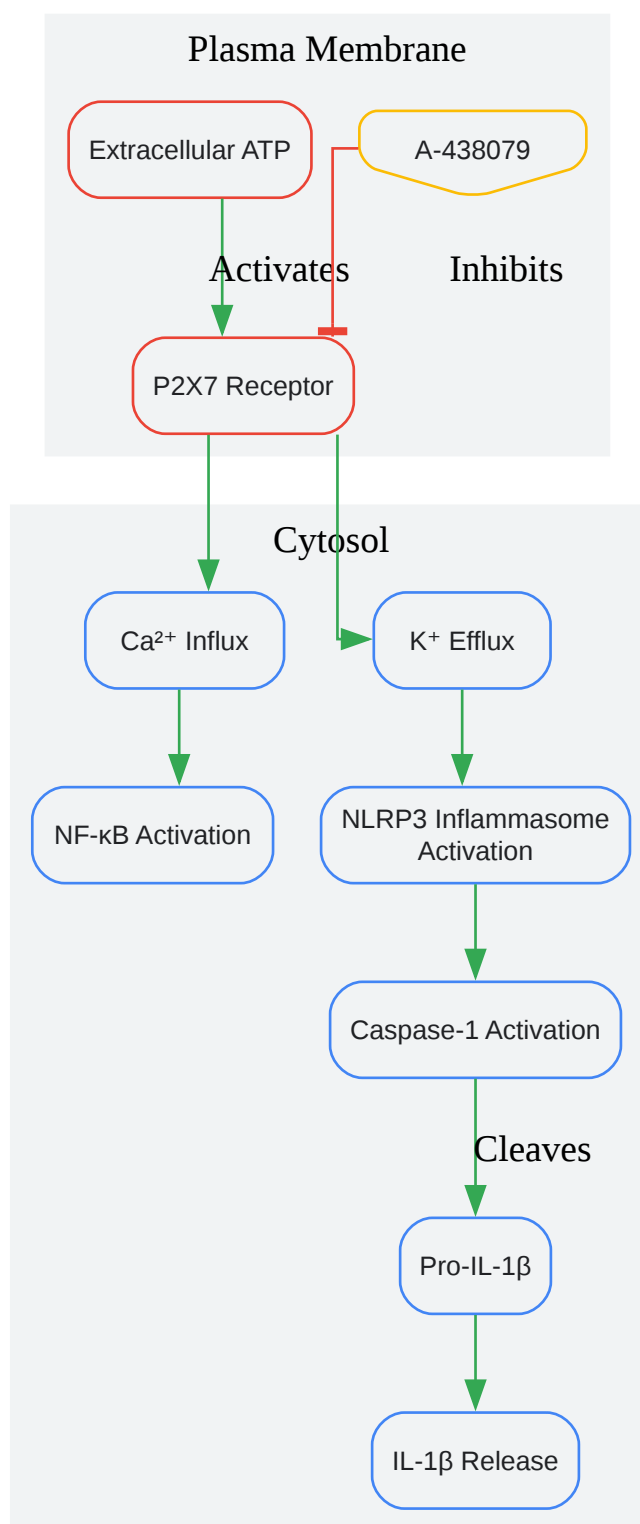 Plasma Membrane
Extracellular ATP
A-438079
Activates
Inhibits
P2X7 Receptor
Cytosol
Ca²⁺ Influx
K⁺ Efflux
NF-κB Activation
NLRP3 Inflammasome
Activation
Caspase-1 Activation
Cleaves
Pro-IL-1β
IL-1β Release